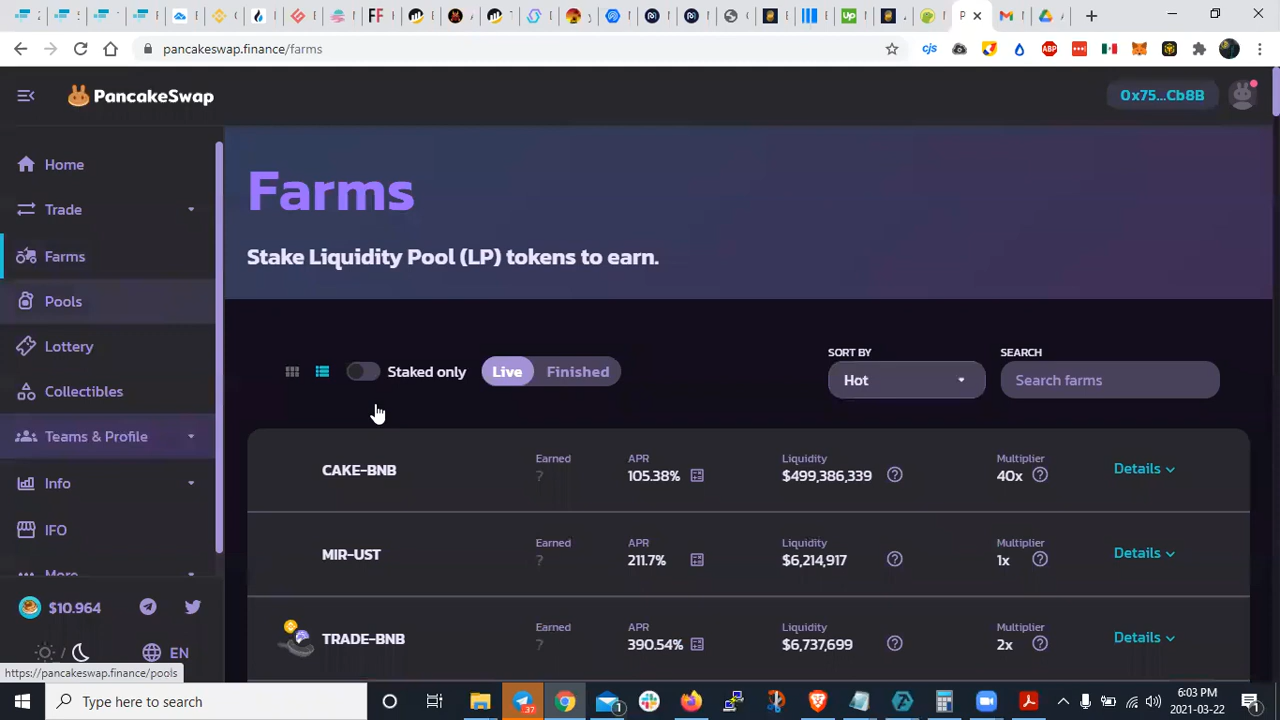 pancakeswap.finance/farms
PancakeSwap
0x75...Cb8B
Home
Trade
Farms
Pools
Lottery
Collectibles
Teams & Profile
Info
IFO
More
$10.964
EN
https://pancakeswap.finance/pools
Farms
Stake Liquidity Pool (LP) tokens to earn.
Staked only
Live
Finished
SORT BY
Hot
SEARCH
Search farms
CAKE-BNB
Earned
?
APR
105.38%
Liquidity
$499,386,339
Multiplier
40x
Details
MIR-UST
Earned
?
APR
211.7%
Liquidity
$6,214,917
Multiplier
1x
Details
TRADE-BNB
Earned
?
APR
390.54%
Liquidity
$6,737,699
Multiplier
2x
Details
Type here to search
6:03 PM
2021-03-22